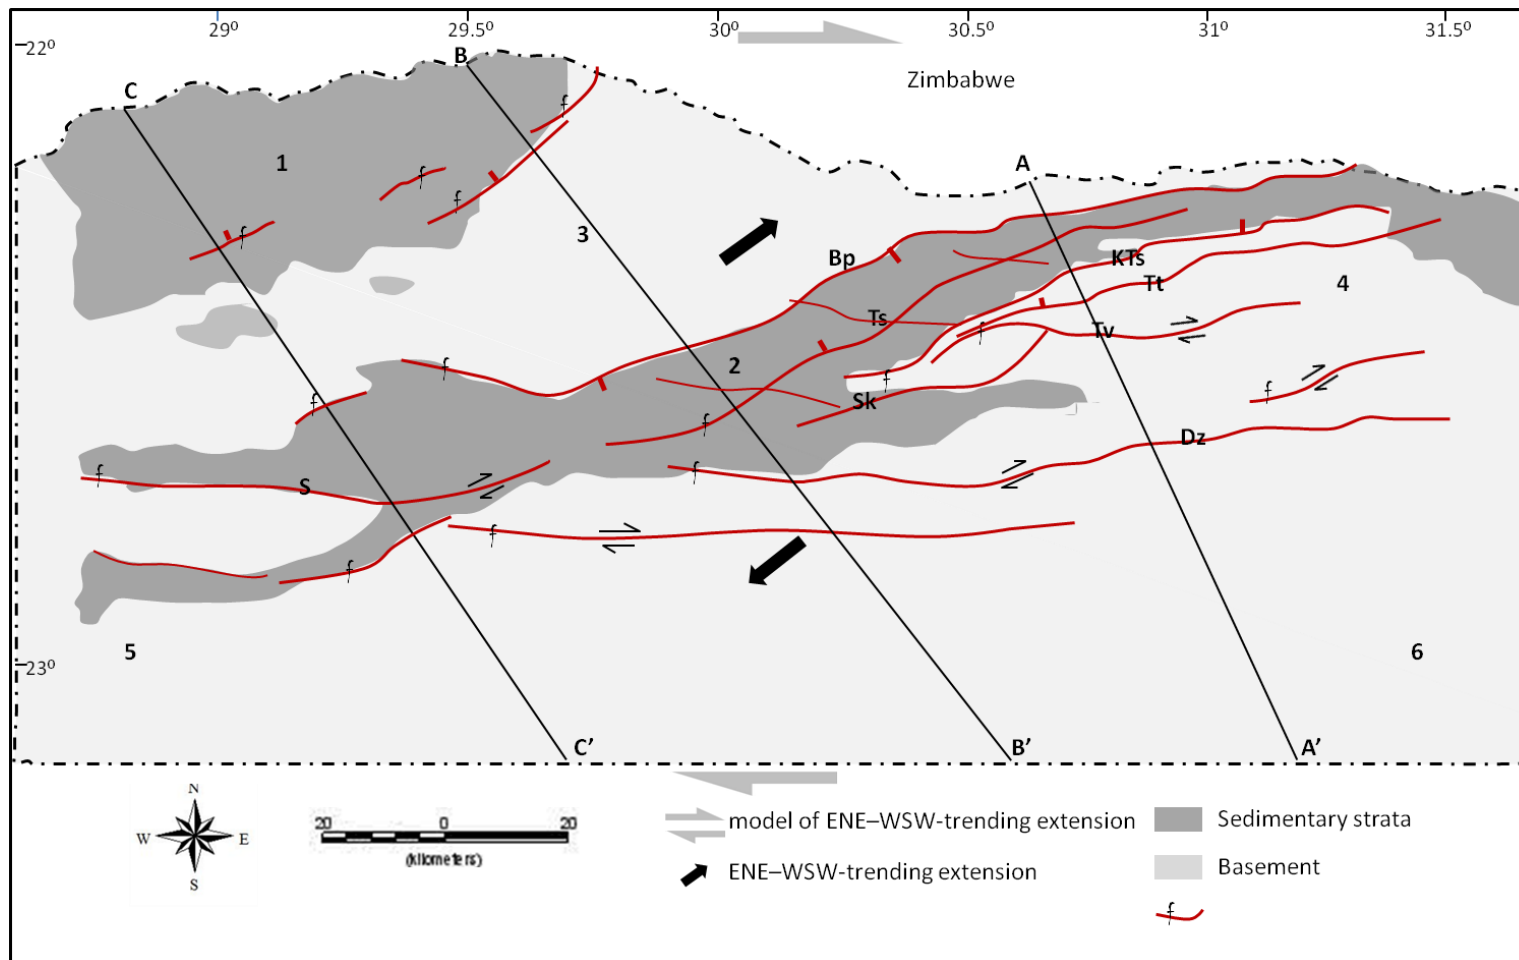 29⁰ 29.5⁰ 30⁰ 30.5⁰ 31⁰ 31.5⁰
22⁰
B
Zimbabwe
C
f
1
A
f
f
3
f
Bp
KTs
Tt
4
Ts
f
Tv
2
f
f
f
f
Sk
f
Dz
f
f
S
f
f
5
6
23⁰
C’
B’
A’
N
W E
S
20 0 20
(kilometers)
model of ENE–WSW-trending extension
Sedimentary strata
ENE–WSW-trending extension
Basement
f